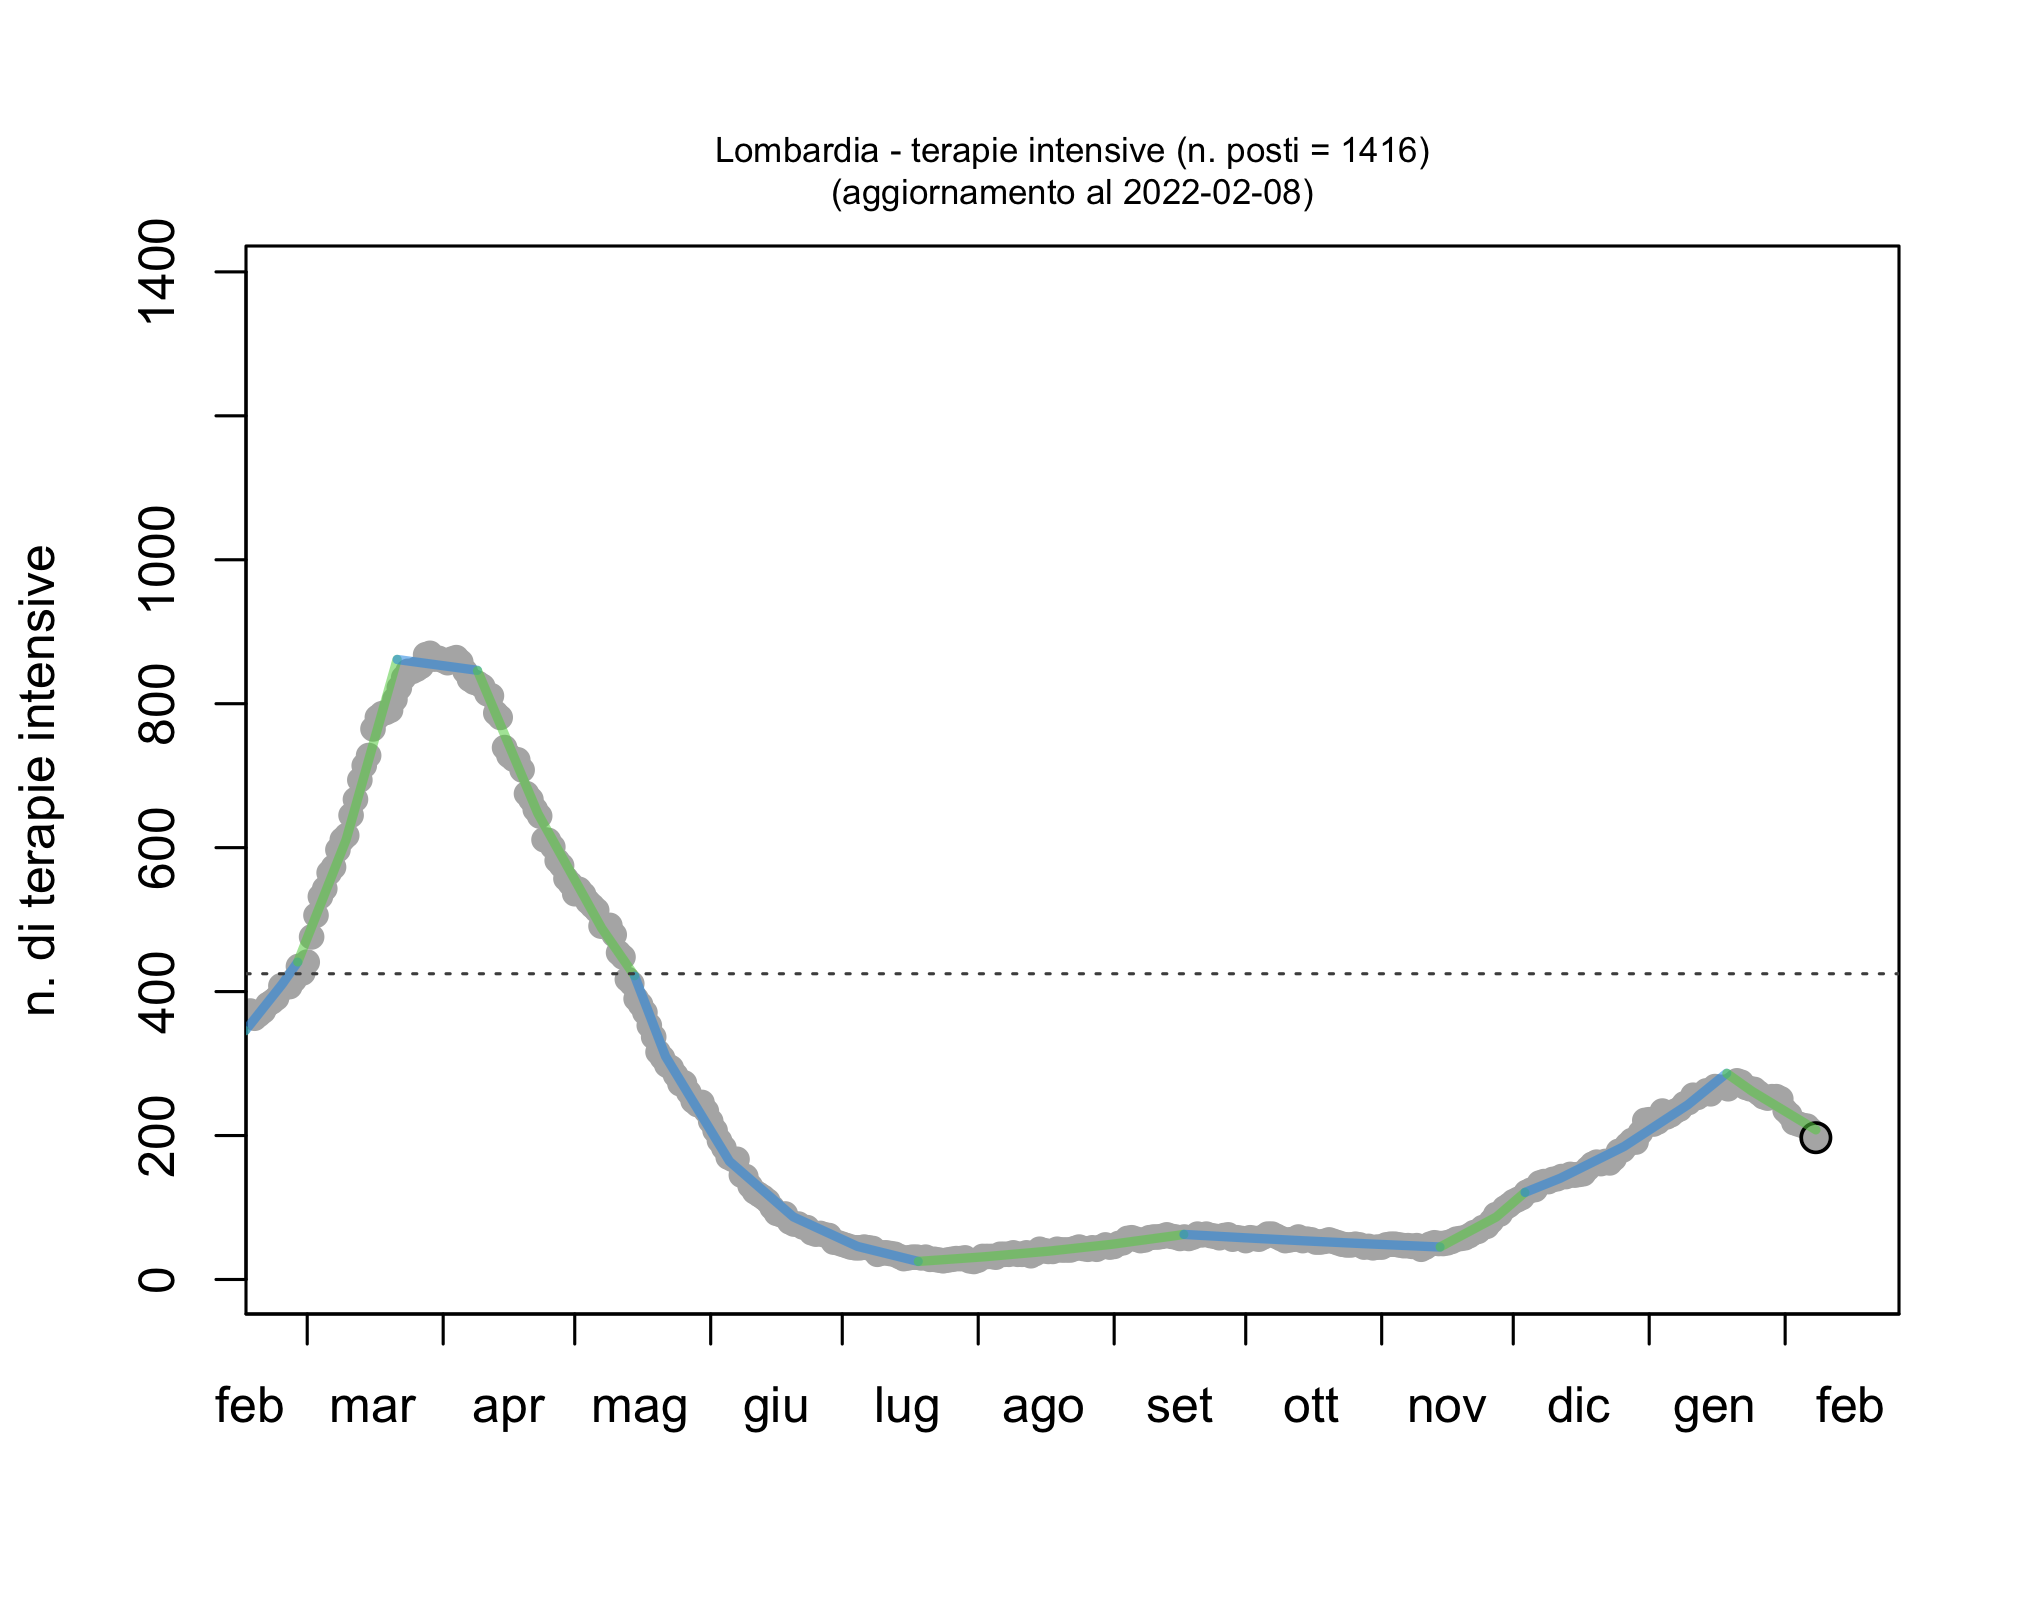 Lombardia - terapie intensive (n. posti = 1416)
(aggiornamento al 2022-02-08)
n. di terapie intensive
1400
1000
800
600
400
200
0
feb mar apr mag giu lug ago set ott nov dic gen feb